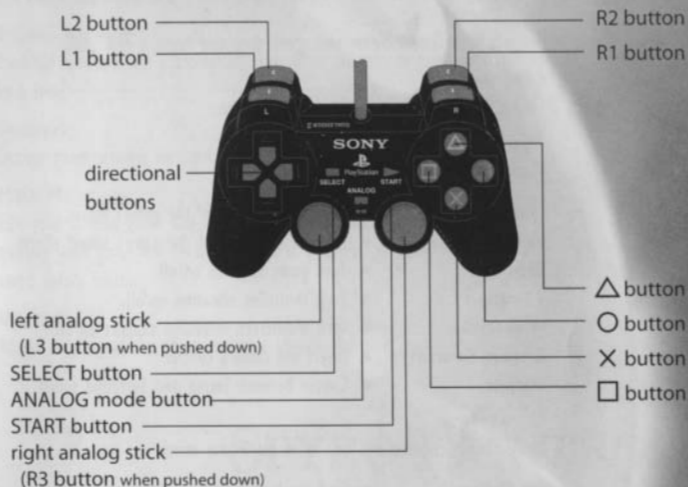 L2 button
L1 button
R2 button
R1 button
L
R
SONY
PlayStation
SELECT
START
ANALOG
directional
buttons
left analog stick
(L3 button when pushed down)
SELECT button
ANALOG mode button
START button
right analog stick
(R3 button when pushed down)
△ button
○ button
✕ button
□ button